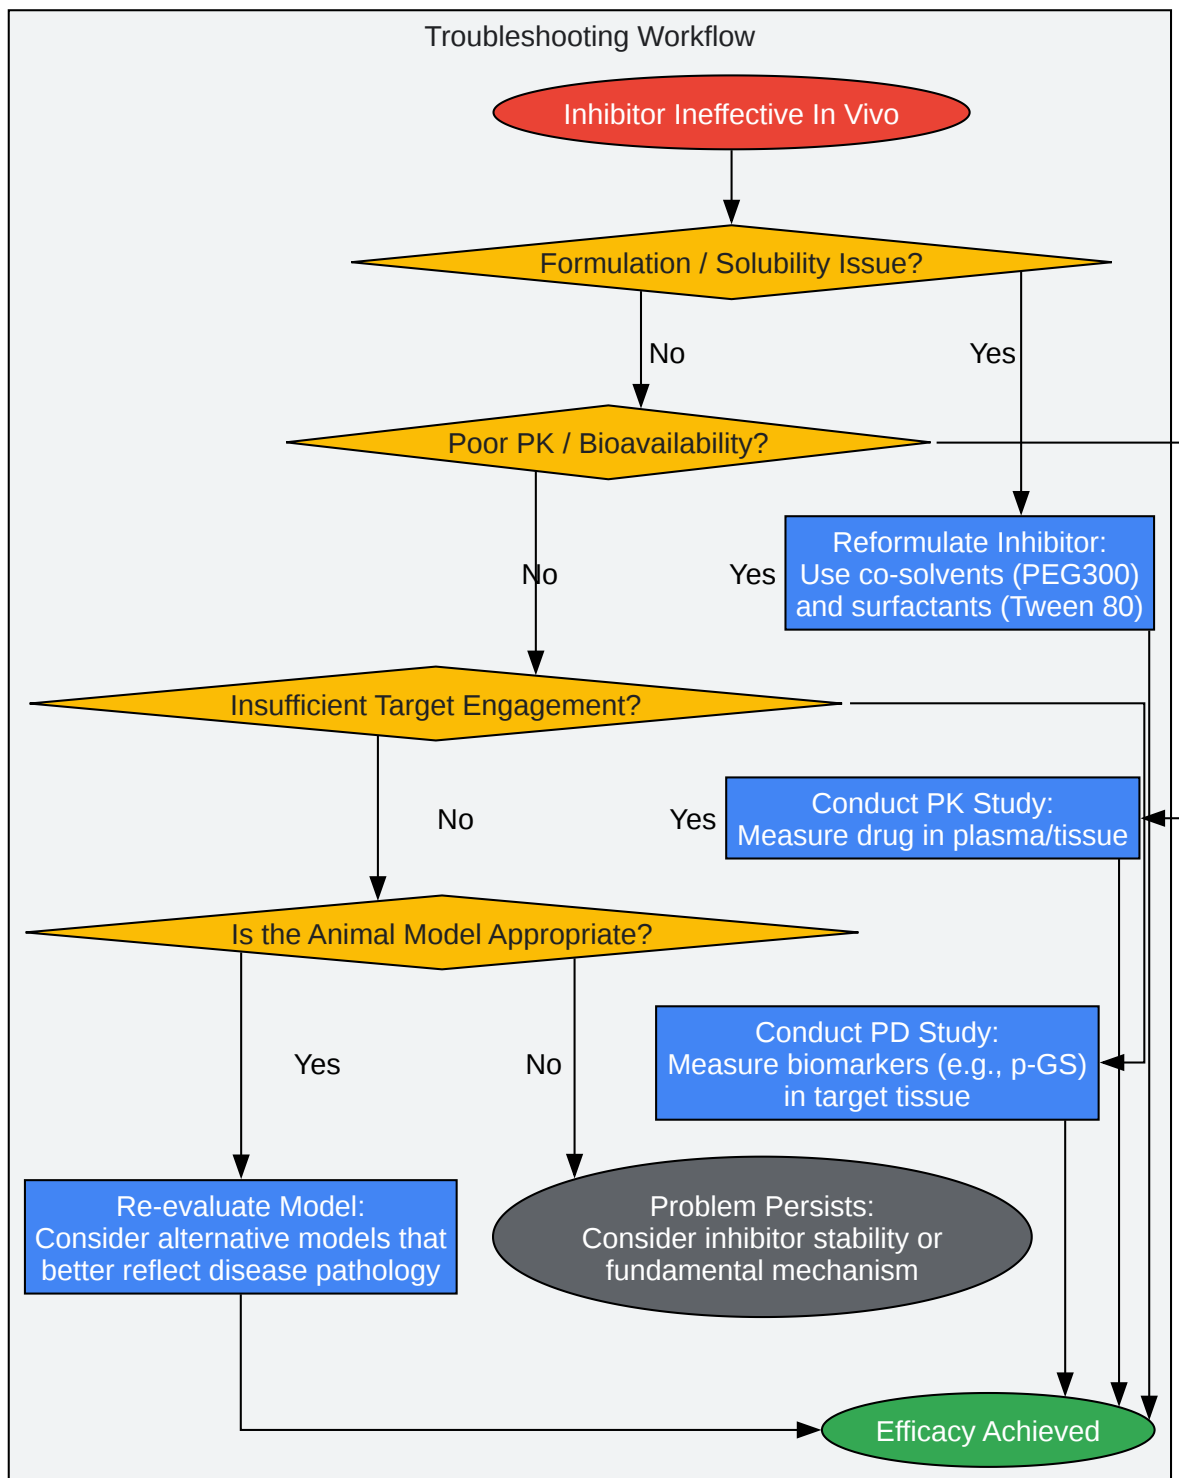 Troubleshooting Workflow
Inhibitor Ineffective In Vivo
Formulation / Solubility Issue?
No
Yes
Poor PK / Bioavailability?
Reformulate Inhibitor:
Use co-solvents (PEG300)
and surfactants (Tween 80)
No
Yes
Insufficient Target Engagement?
Conduct PK Study:
Measure drug in plasma/tissue
No
Yes
Is the Animal Model Appropriate?
Conduct PD Study:
Measure biomarkers (e.g., p-GS)
in target tissue
Yes
No
Re-evaluate Model:
Consider alternative models that
better reflect disease pathology
Problem Persists:
Consider inhibitor stability or
fundamental mechanism
Efficacy Achieved